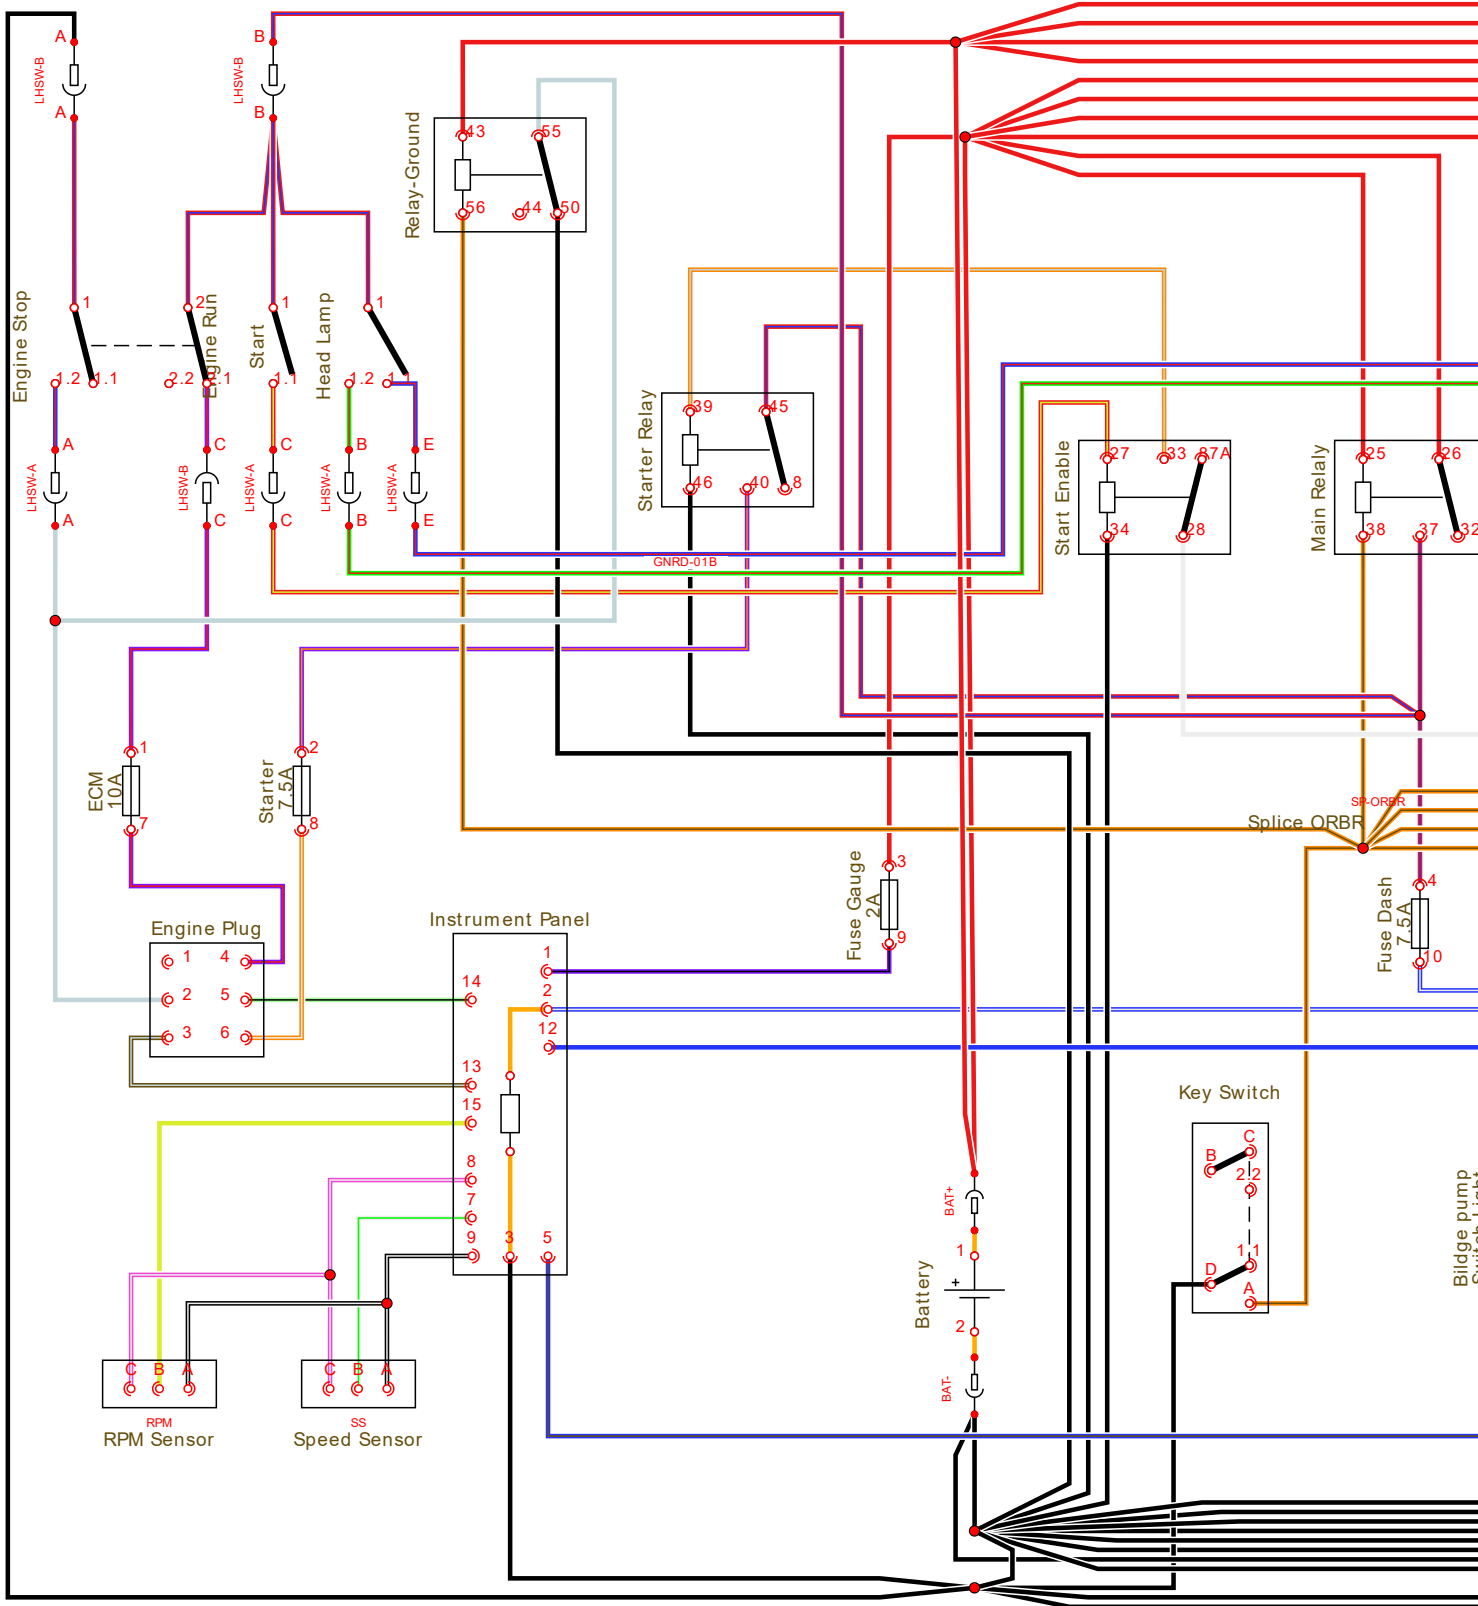 A
B
LHSW-B
LHSW-B
A
B
43
55
Relay-Ground
56
44
50
Engine Stop
1
2
Engine Run
1
Start
Head Lamp
1
1.2
1.1
2.2
2.1
1.1
1.2
1.1
39
45
Starter Relay
46
40
8
27
33
87A
Start Enable
34
28
25
26
Main Relaly
38
37
32
A
C
C
B
E
LHSW-A
LHSW-B
LHSW-A
LHSW-A
LHSW-A
A
C
C
B
E
GNRD-01B
1
2
ECM
10A
Starter
7.5A
7
8
SP-ORBR
Splice ORBR
3
Fuse Gauge
2A
9
4
Fuse Dash
7.5A
10
Engine Plug
1
4
2
5
3
6
Instrument Panel
1
14
2
12
13
15
8
7
9
3
5
Key Switch
C
B
2.2
1.1
D
A
BAT+
1
+
Battery
2
BAT-
Bildge pump
Switch Light
C
B
A
RPM
RPM Sensor
C
B
A
SS
Speed Sensor